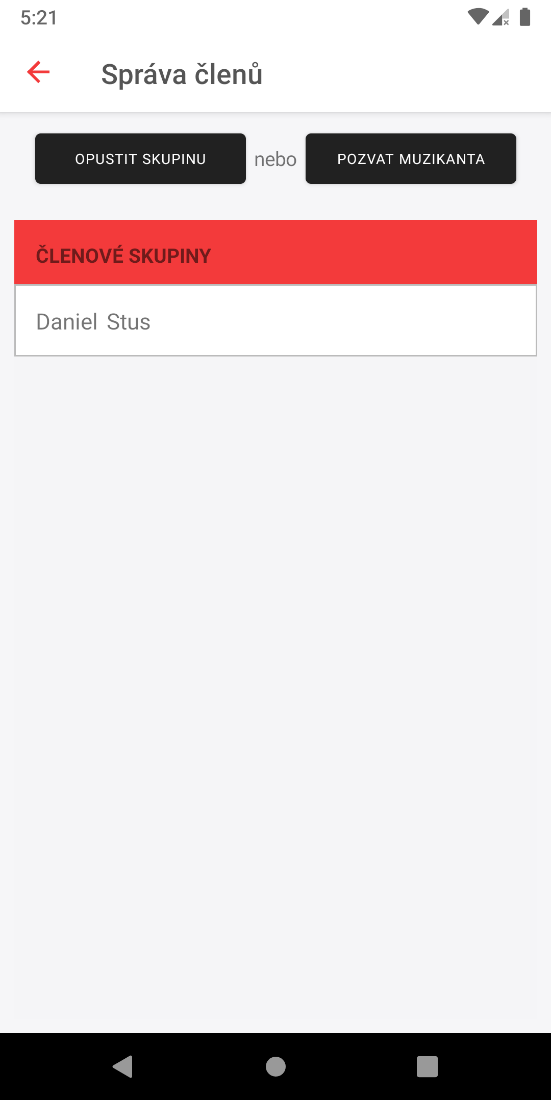 5:21
Správa členů
OPUSTIT SKUPINU nebo POZVAT MUZIKANTA
ČLENOVÉ SKUPINY
Daniel Stus